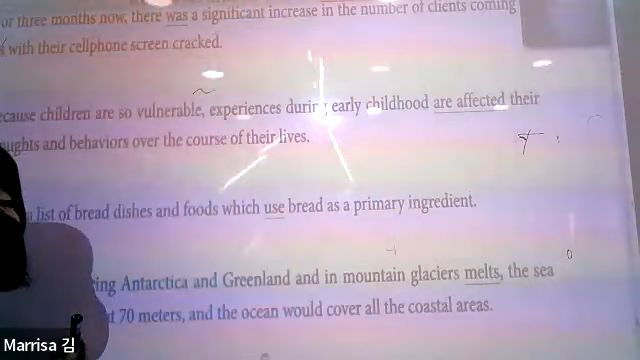 or three months now, there was a significant increase in the number of clients coming
with their cellphone screen cracked.
cause children are so vulnerable, experiences during early childhood are affected their
ughts and behaviors over the course of their lives.
a list of bread dishes and foods which use bread as a primary ingredient.
ing Antarctica and Greenland and in mountain glaciers melts, the sea
t 70 meters, and the ocean would cover all the coastal areas.
Marrisa 김